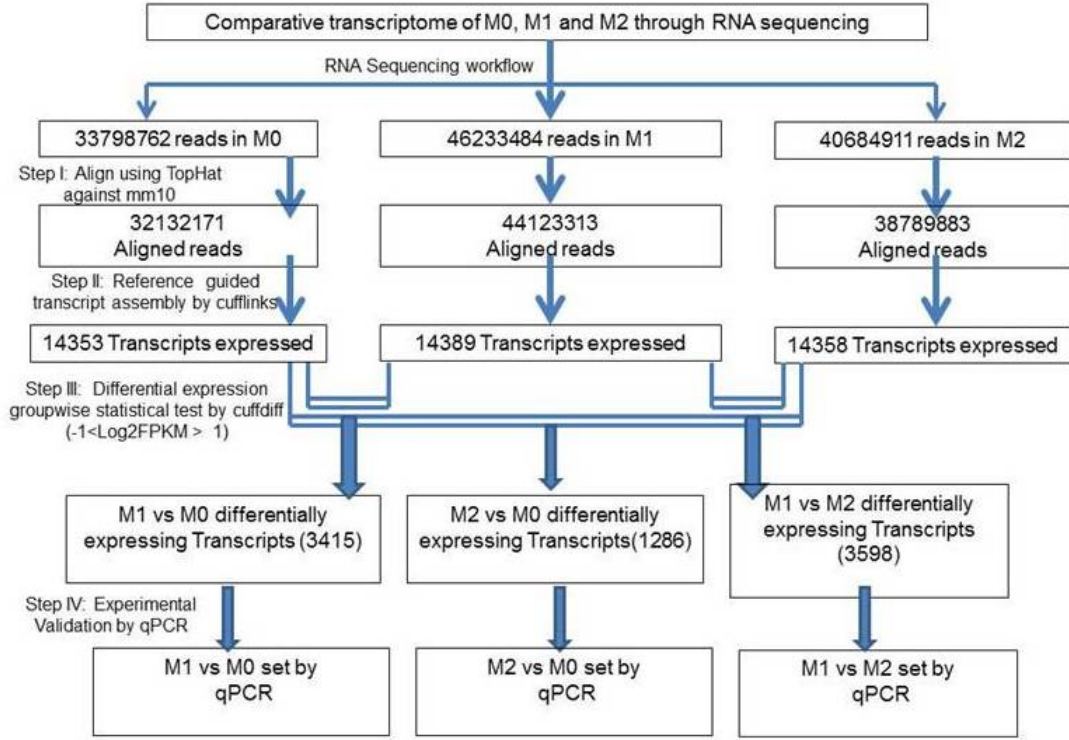 Comparative transcriptome of M0, M1 and M2 through RNA sequencing
RNA Sequencing workflow
33798762 reads in M0
46233484 reads in M1
40684911 reads in M2
Step I: Align using TopHat
against mm10
32132171
Aligned reads
44123313
Aligned reads
38789883
Aligned reads
Step II: Reference guided
transcript assembly by cufflinks
14353 Transcripts expressed
14389 Transcripts expressed
14358 Transcripts expressed
Step III: Differential expression
groupwise statistical test by cuffdiff
(-1<Log2FPKM > 1)
M1 vs M0 differentially
expressing Transcripts (3415)
M2 vs M0 differentially
expressing Transcripts(1286)
M1 vs M2 differentially
expressing Transcripts
(3598)
Step IV: Experimental
Validation by qPCR
M1 vs M0 set by
qPCR
M2 vs M0 set by
qPCR
M1 vs M2 set by
qPCR